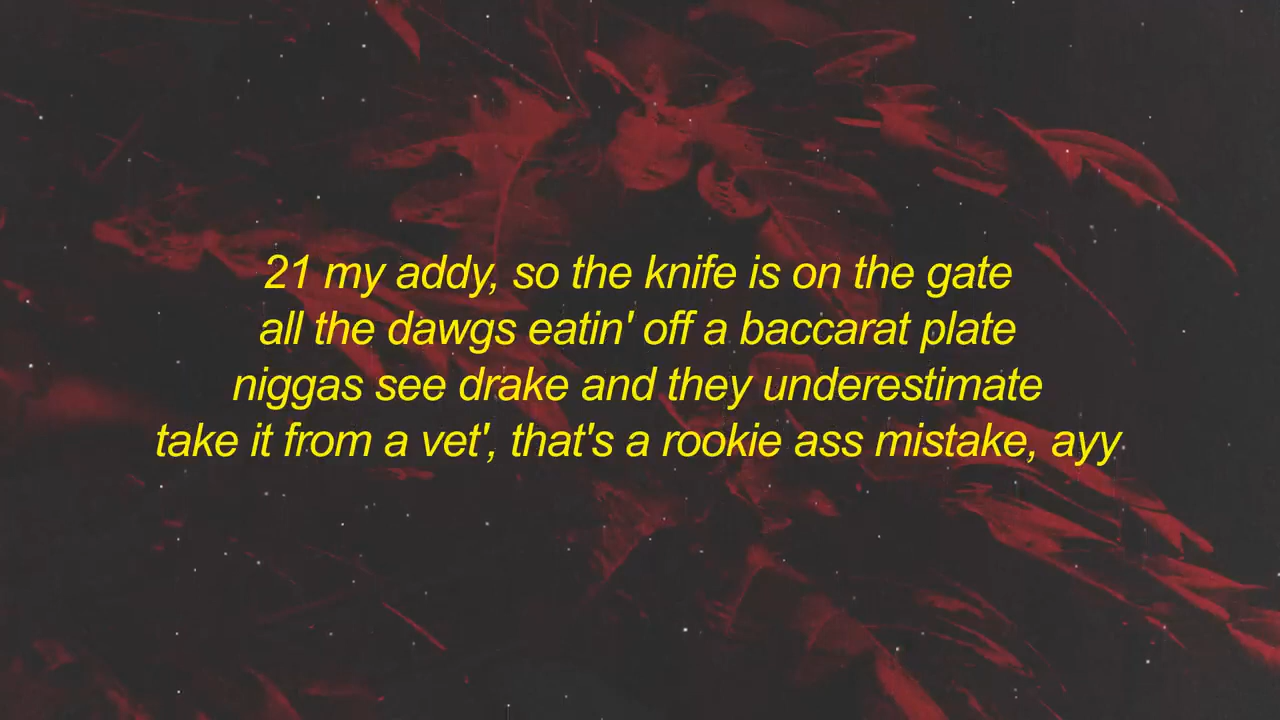 21 my addy, so the knife is on the gate
all the dawgs eatin' off a baccarat plate
niggas see drake and they underestimate
take it from a vet', that's a rookie ass mistake, ayy